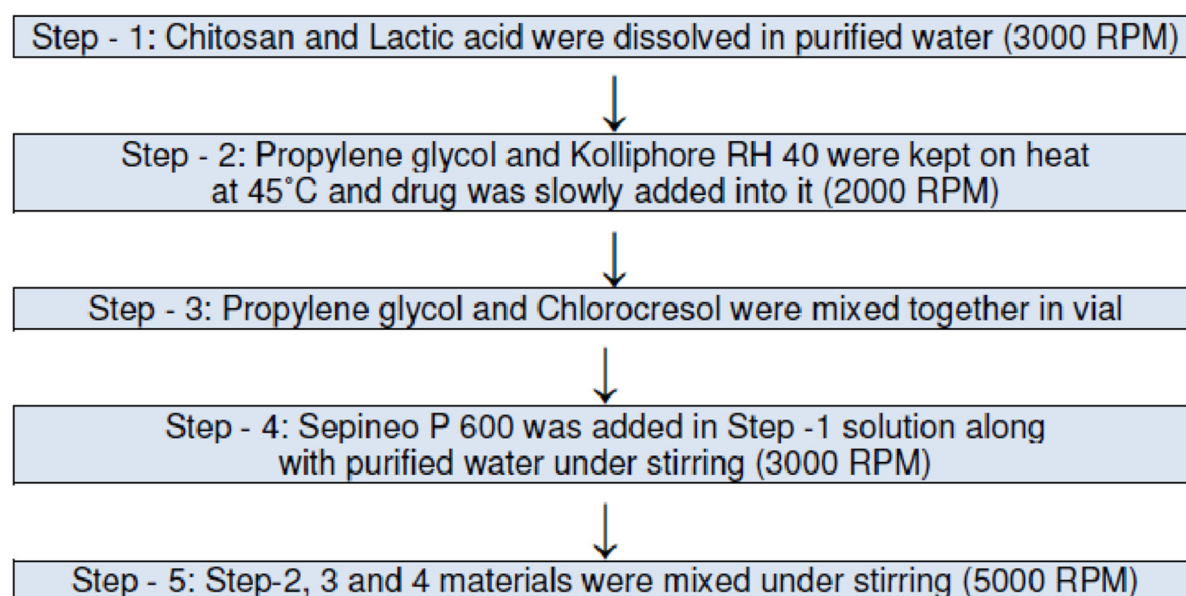 Step - 1: Chitosan and Lactic acid were dissolved in purified water (3000 RPM)
Step - 2: Propylene glycol and Kolliphore RH 40 were kept on heat
at 45°C and drug was slowly added into it (2000 RPM)
Step - 3: Propylene glycol and Chlorocresol were mixed together in vial
Step - 4: Sepineo P 600 was added in Step -1 solution along
with purified water under stirring (3000 RPM)
Step - 5: Step-2, 3 and 4 materials were mixed under stirring (5000 RPM)